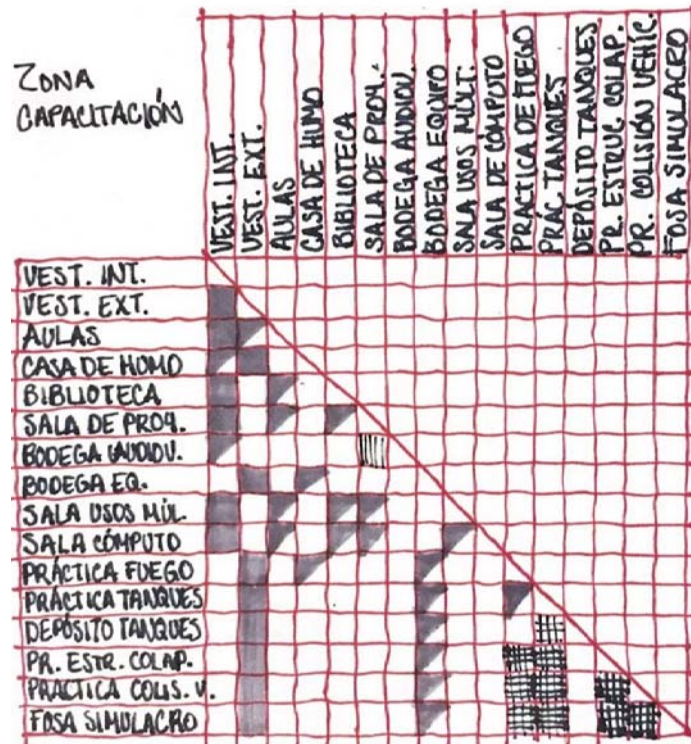 ZONA
CAPACITACIÓN
VEST. INT.
VEST. EXT.
AULAS
CASA DE HUMO
BIBLIOTECA
SALA DE PROY.
BODEGA AUDIOV.
BODEGA EQUIPO
SALA USOS MÚLT.
SALA DE CÓMPUTO
PRÁCTICA DE FUEGO
PRÁC TANQUES
DEPÓSITO TANQUES
PR. ESTRUC. COLAP.
PR. COLISIÓN VEHÍC.
FOSA SIMULACRO
VEST. INT.
VEST. EXT.
AULAS
CASA DE HUMO
BIBLIOTECA
SALA DE PROY.
BODEGA AUDIOV.
BODEGA EQ.
SALA USOS MÚL.
SALA CÓMPUTO
PRÁCTICA FUEGO
PRÁCTICA TANQUES
DEPÓSITO TANQUES
PR. ESTR. COLAP.
PRÁCTICA COLIS. V.
FOSA SIMULACRO